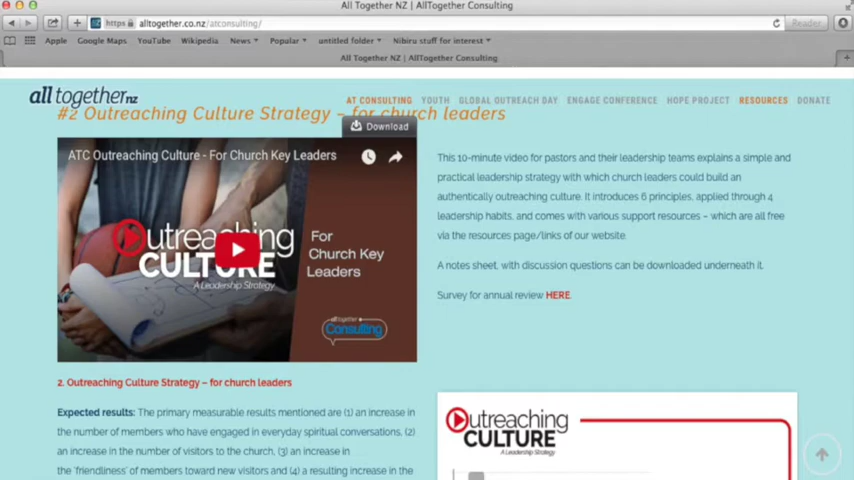 All Together NZ | AllTogether Consulting
https alltogether.co.nz/atconsulting/
Reader
Apple Google Maps YouTube Wikipedia News Popular untitled folder Nibiru stuff for interest
All Together NZ | AllTogether Consulting
all together.nz
AT CONSULTING YOUTH GLOBAL OUTREACH DAY ENGAGE CONFERENCE HOPE PROJECT RESOURCES DONATE
#2 Outreaching Culture Strategy – for church leaders
Download
ATC Outreaching Culture - For Church Key Leaders
Outreaching
CULTURE
A Leadership Strategy
For
Church Key
Leaders
alltogether
Consulting
This 10-minute video for pastors and their leadership teams explains a simple and
practical leadership strategy with which church leaders could build an
authentically outreaching culture. It introduces 6 principles, applied through 4
leadership habits, and comes with various support resources – which are all free
via the resources page/links of our website.
A notes sheet, with discussion questions can be downloaded underneath it.
Survey for annual review HERE.
2. Outreaching Culture Strategy – for church leaders
Expected results: The primary measurable results mentioned are (1) an increase in
the number of members who have engaged in everyday spiritual conversations, (2)
an increase in the number of visitors to the church, (3) an increase in
the 'friendliness' of members toward new visitors and (4) a resulting increase in the
Outreaching
CULTURE
A Leadership Strategy